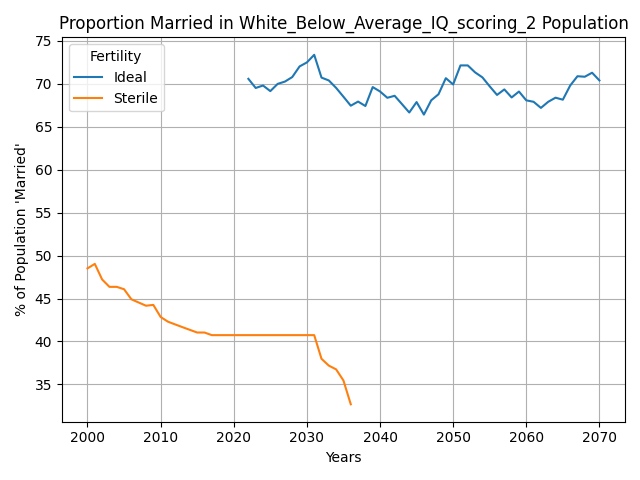 Proportion Married in White_Below_Average_IQ_scoring_2 Population
Fertility
Ideal
Sterile
% of Population 'Married'
75
70
65
60
55
50
45
40
35
2000 2010 2020 2030 2040 2050 2060 2070
Years